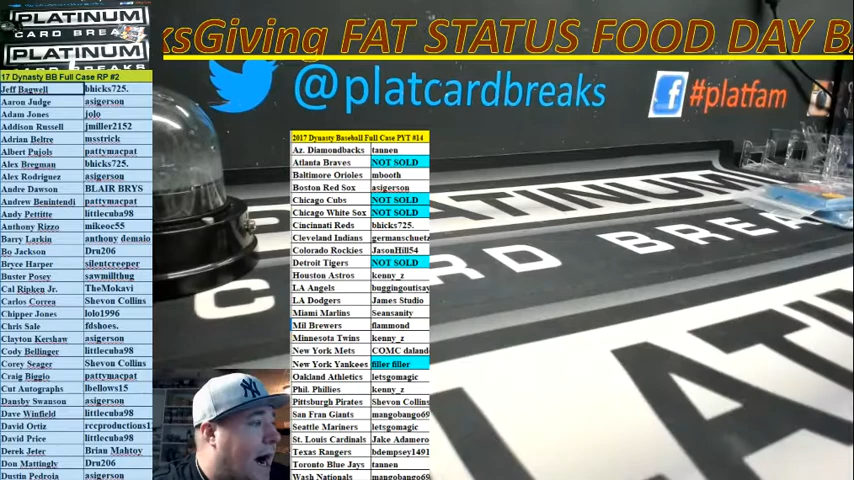 PLATINUM
CARD BREA
PLATINUM
ksGiving FAT STATUS FOOD DAY B
@platcardbreaks
#platfam
17 Dynasty BB Full Case RP #2
Jeff Bagwell bhicks725.
Aaron Judge asigerson
Adam Jones jolo
Addison Russell jmiller2152
Adrian Beltre msstrick
Albert Pujols pattymacpat
Alex Bregman bhicks725.
Alex Rodriguez asigerson
Andre Dawson BLAIR BRYS
Andrew Benintendi pattymacpat
Andy Pettitte littlecuba98
Anthony Rizzo mikeoc55
Barry Larkin anthony demaio
Bo Jackson Dru206
Bryce Harper silentcreeper
Buster Posey sawmillthug
Cal Ripken Jr. TheMokavi
Carlos Correa Shevon Collins
Chipper Jones lolo1996
Chris Sale fdshoes.
Clayton Kershaw asigerson
Cody Bellinger littlecuba98
Corey Seager Shevon Collins
Craig Biggio pattymacpat
Cut Autographs lbellows15
Dansby Swanson asigerson
Dave Winfield littlecuba98
David Ortiz rccproductions1
David Price littlecuba98
Derek Jeter Brian Mahtoy
Don Mattingly Dru206
Dustin Pedroia asigerson
2017 Dynasty Baseball Full Case PYT #14
Az. Diamondbacks tannen
Atlanta Braves NOT SOLD
Baltimore Orioles mbooth
Boston Red Sox asigerson
Chicago Cubs NOT SOLD
Chicago White Sox NOT SOLD
Cincinnati Reds bhicks725.
Cleveland Indians germanschuetz
Colorado Rockies JasonHill54
Detroit Tigers NOT SOLD
Houston Astros kenny_z
LA Angels buggingoutisay
LA Dodgers James Studio
Miami Marlins Seansanity
Mil Brewers flammond
Minnesota Twins kenny_z
New York Mets COMC daland
New York Yankees filler filler
Oakland Athletics letsgomagic
Phil. Phillies kenny_z
Pittsburgh Pirates Shevon Collins
San Fran Giants mangobango69
Seattle Mariners letsgomagic
St. Louis Cardinals Jake Adamero
Texas Rangers bdempsey1491
Toronto Blue Jays tannen
Wash Nationals mangobango69
PLATINUM
CARD BREA